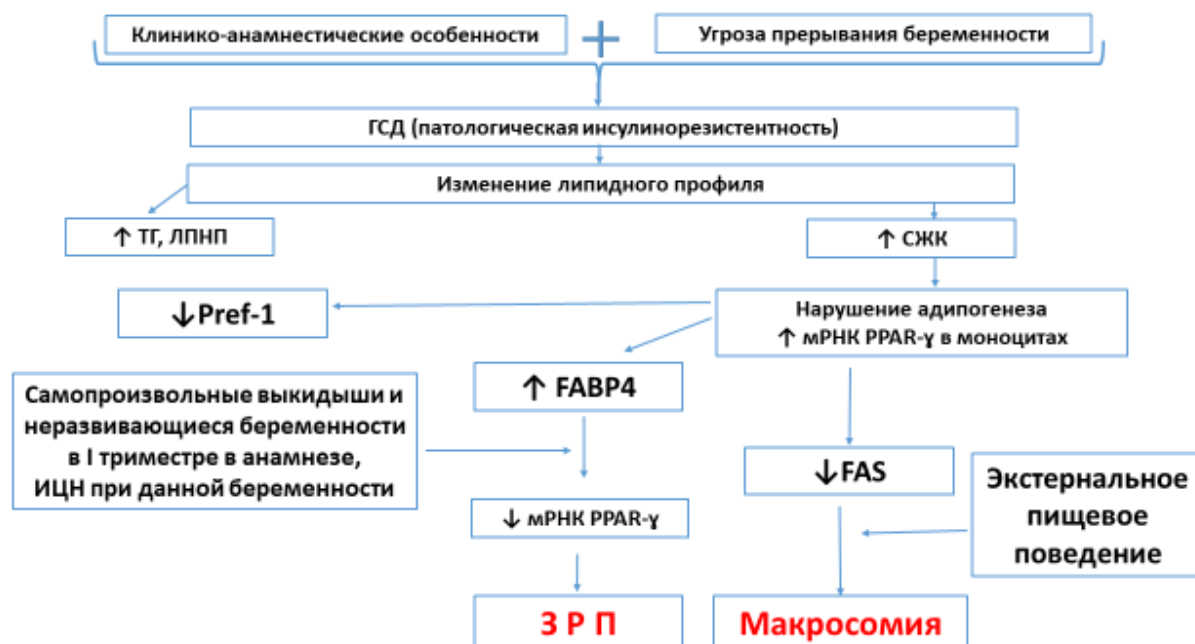 Клинико-анамнестические особенности
Угроза прерывания беременности
ГСД (патологическая инсулинорезистентность)
Изменение липидного профиля
↑ ТГ, ЛПНП
↑ СЖК
↓Pref-1
Нарушение адипогенеза
↑ мРНК PPAR-ɣ в моноцитах
↑ FABP4
Самопроизвольные выкидыши и
неразвивающиеся беременности
в I триместре в анамнезе,
ИЦН при данной беременности
↓FAS
Экстернальное
пищевое
поведение
↓ мРНК PPAR-ɣ
З Р П
Макросомия